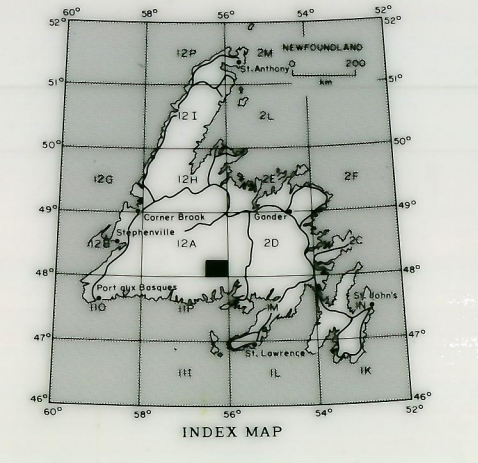 60° 58° 56° 54° 52°
52° 52°
12P 2M NEWFOUNDLAND
St. Anthony 0 200
km
51° 51°
12I 2L
50° 50°
12G 12H 2E 2F
49° 49°
Corner Brook Gander
Stephenville
12B 12A 2D 2C
48° 48°
Port aux Basques St. John's
11O 11P 1M 1N
47° 47°
St. Lawrence
1L 1K
46° 46°
60° 58° 56° 54° 52°
INDEX MAP